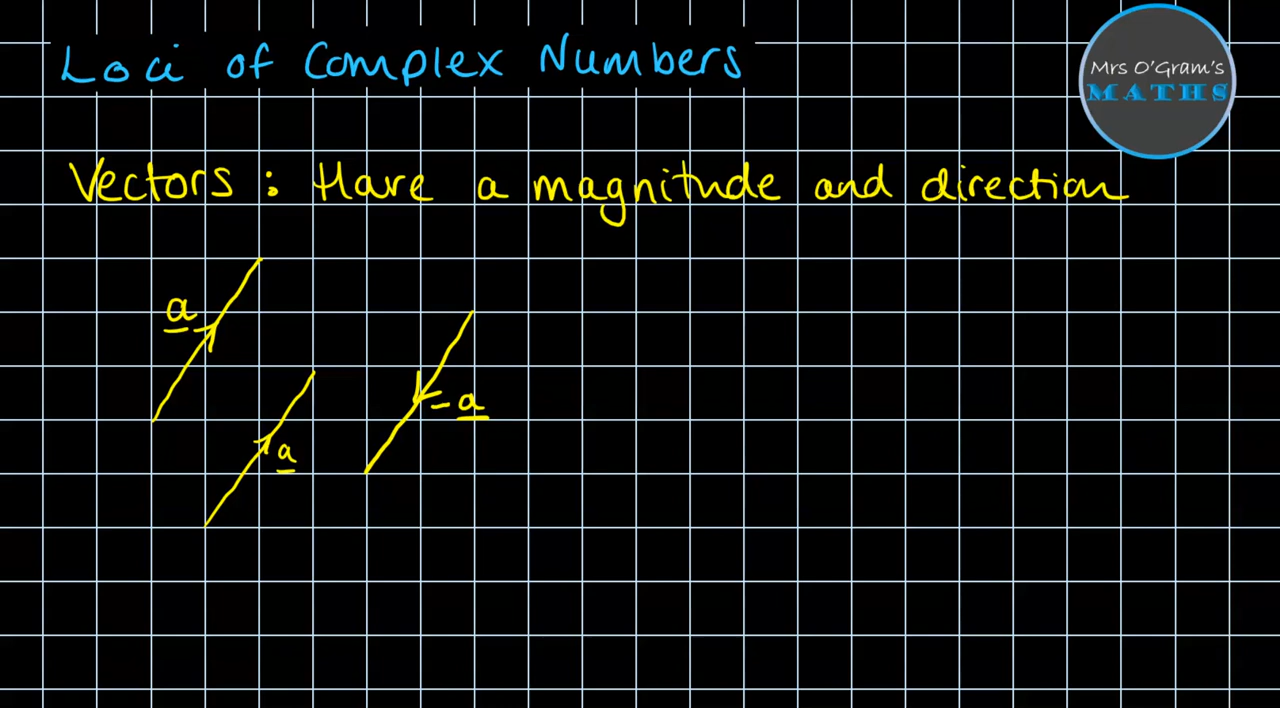 Loci of Complex Numbers
Mrs O'Gram's
MATHS
Vectors : Have a magnitude and direction
a
a
- a